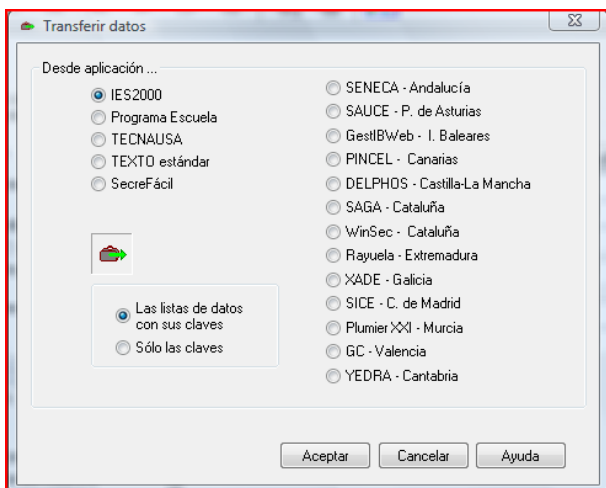 Transferir datos
Desde aplicación ...
IES2000
Programa Escuela
TECNAUSA
TEXTO estándar
SecreFácil
Las listas de datos
con sus claves
Sólo las claves
SENECA - Andalucía
SAUCE - P. de Asturias
GestIBWeb - I. Baleares
PINCEL - Canarias
DELPHOS - Castilla-La Mancha
SAGA - Cataluña
WinSec - Cataluña
Rayuela - Extremadura
XADE - Galicia
SICE - C. de Madrid
Plumier XXI - Murcia
GC - Valencia
YEDRA - Cantabria
Aceptar
Cancelar
Ayuda